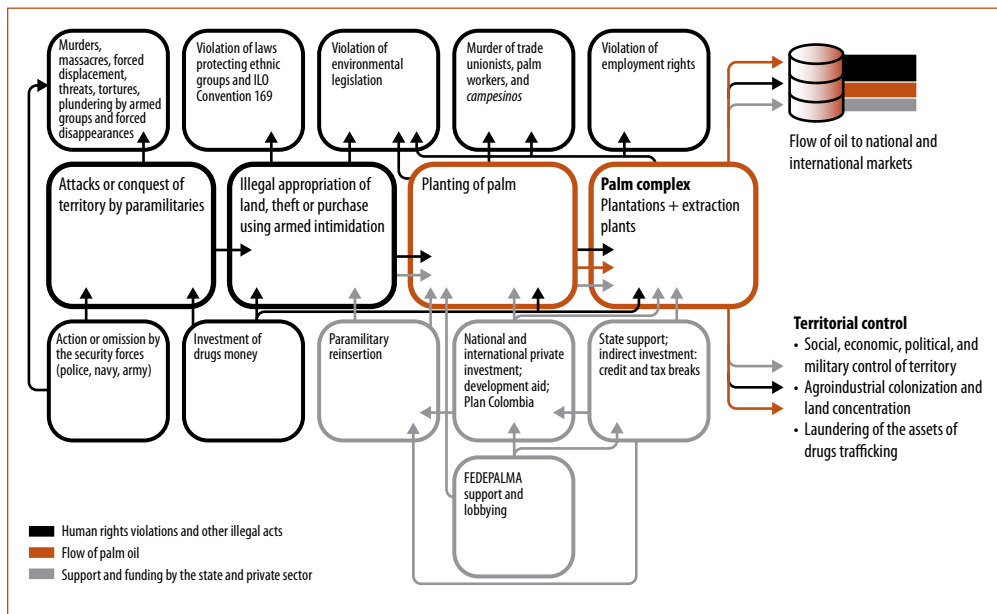 Murders,
massacres, forced
displacement,
threats, tortures,
plundering by armed
groups and forced
disappearances
Violation of laws
protecting ethnic
groups and ILO
Convention 169
Violation of
environmental
legislation
Murder of trade
unionists, palm
workers, and
campesinos
Violation of
employment rights
Flow of oil to national and
international markets
Attacks or conquest of
territory by paramilitaries
Illegal appropriation of
land, theft or purchase
using armed intimidation
Planting of palm
Palm complex
Plantations + extraction
plants
Action or omission by
the security forces
(police, navy, army)
Investment of
drugs money
Paramilitary
reinsertion
National and
international private
investment;
development aid;
Plan Colombia
State support;
indirect investment:
credit and tax breaks
Territorial control
• Social, economic, political, and
military control of territory
• Agroindustrial colonization and
land concentration
• Laundering of the assets of
drugs trafficking
FEDEPALMA
support and
lobbying
Human rights violations and other illegal acts
Flow of palm oil
Support and funding by the state and private sector